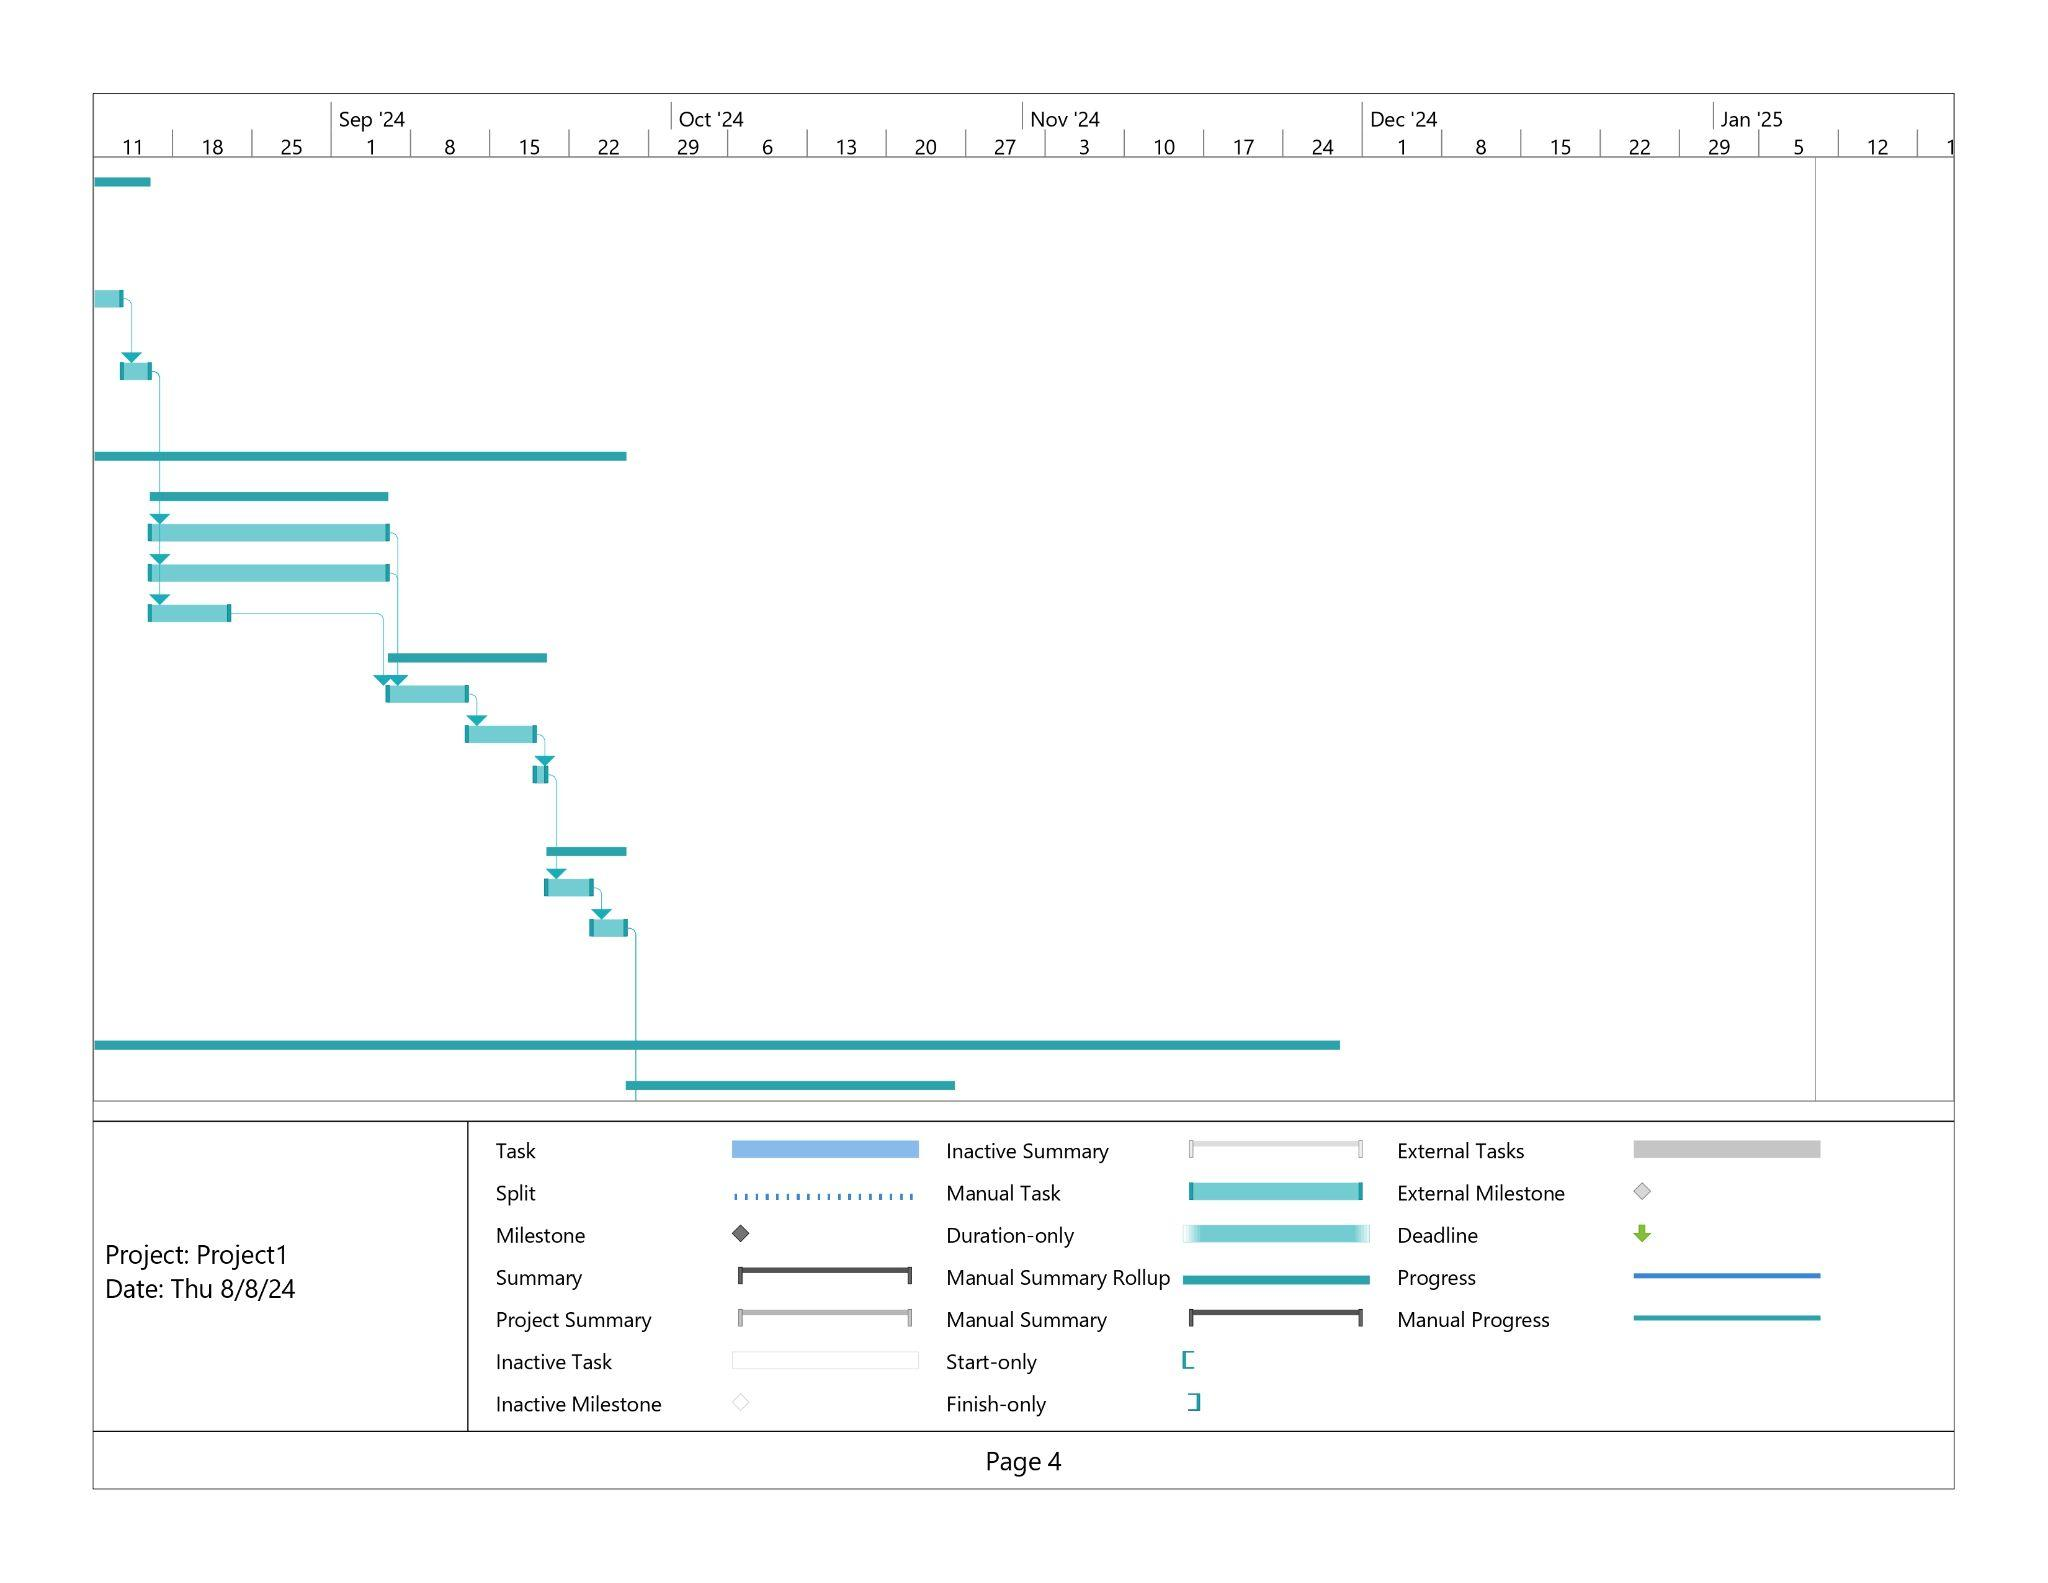 Sep '24 Oct '24 Nov '24 Dec '24 Jan '25
11 18 25 1 8 15 22 29 6 13 20 27 3 10 17 24 1 8 15 22 29 5 12
Task Inactive Summary External Tasks
Split Manual Task External Milestone
Milestone Duration-only Deadline
Summary Manual Summary Rollup Progress
Project Summary Manual Summary Manual Progress
Inactive Task Start-only
Inactive Milestone Finish-only
Project: Project1
Date: Thu 8/8/24
Page 4